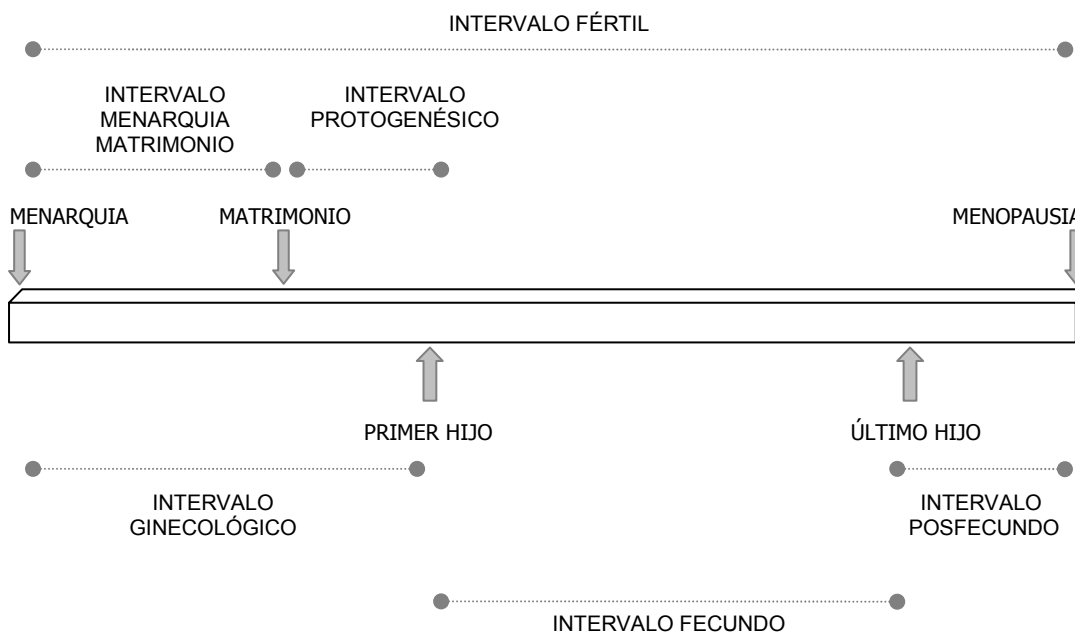 INTERVALO FÉRTIL
INTERVALO
MENARQUIA
MATRIMONIO
INTERVALO
PROTOGENÉSICO
MENARQUIA
MATRIMONIO
MENOPAUSIA
PRIMER HIJO
ÚLTIMO HIJO
INTERVALO
GINECOLÓGICO
INTERVALO
POSFECUNDO
INTERVALO FECUNDO